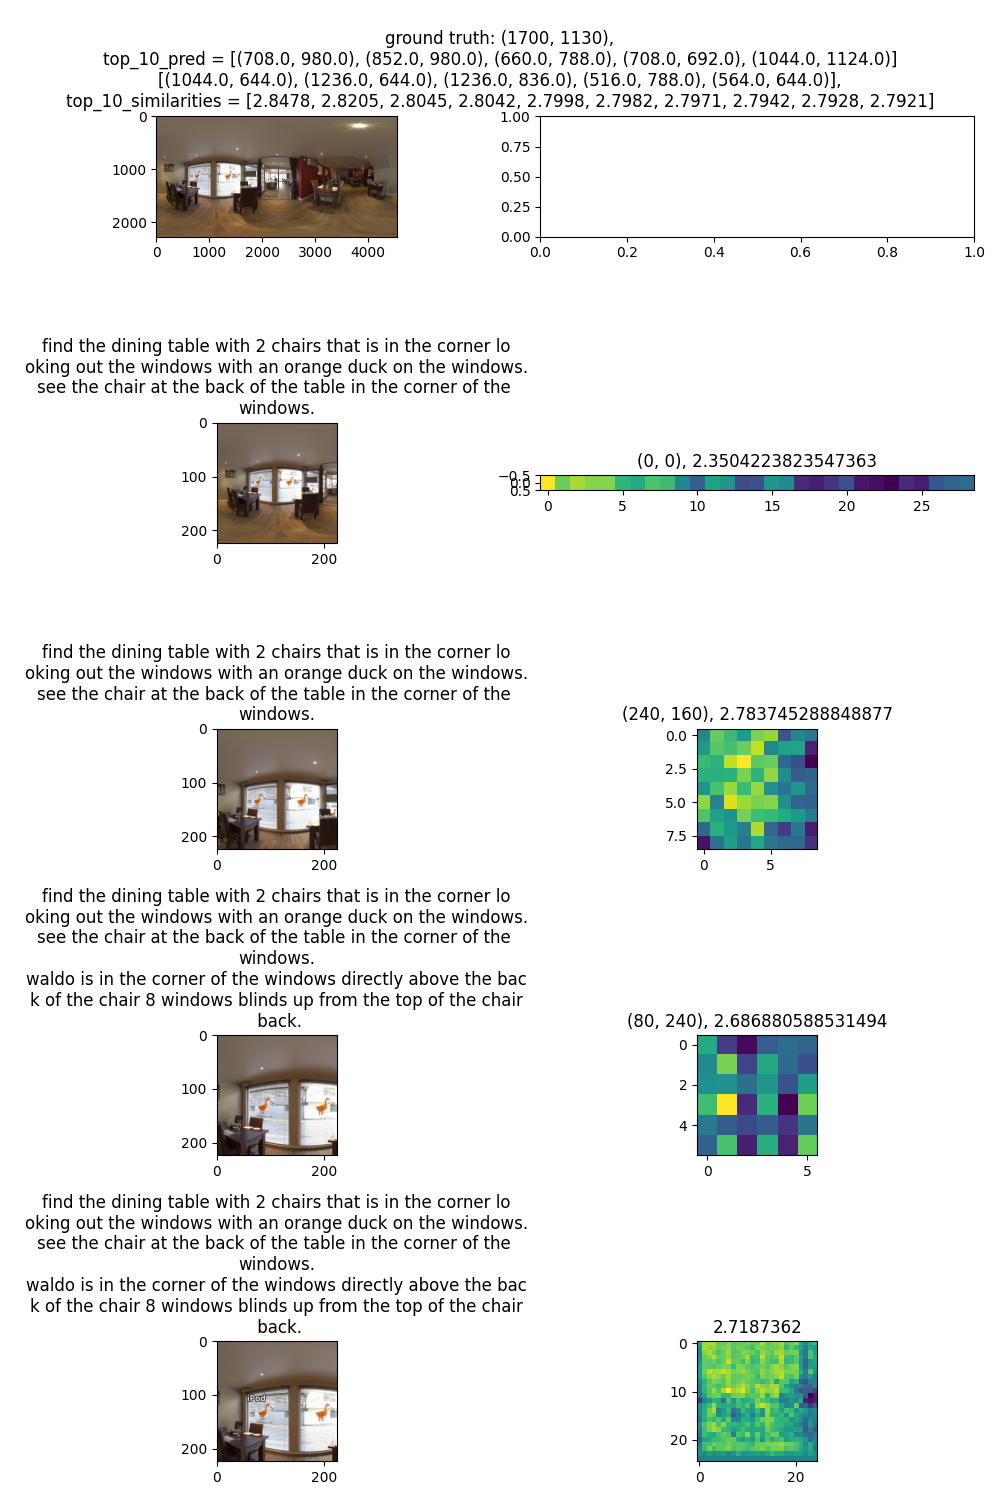 ground truth: (1700, 1130),
top_10_pred = [(708.0, 980.0), (852.0, 980.0), (660.0, 788.0), (708.0, 692.0), (1044.0, 1124.0)]
[(1044.0, 644.0), (1236.0, 644.0), (1236.0, 836.0), (516.0, 788.0), (564.0, 644.0)],
top_10_similarities = [2.8478, 2.8205, 2.8045, 2.8042, 2.7998, 2.7982, 2.7971, 2.7942, 2.7928, 2.7921]
0
1000
2000
0 1000 2000 3000 4000
1.00
0.75
0.50
0.25
0.00
0.0 0.2 0.4 0.6 0.8 1.0
find the dining table with 2 chairs that is in the corner lo
oking out the windows with an orange duck on the windows.
see the chair at the back of the table in the corner of the
windows.
0
100
200
0 200
(0, 0), 2.3504223823547363
−0.5
0.0
0.5
0 5 10 15 20 25
find the dining table with 2 chairs that is in the corner lo
oking out the windows with an orange duck on the windows.
see the chair at the back of the table in the corner of the
windows.
0
100
200
0 200
(240, 160), 2.783745288848877
0.0
2.5
5.0
7.5
0 5
find the dining table with 2 chairs that is in the corner lo
oking out the windows with an orange duck on the windows.
see the chair at the back of the table in the corner of the
windows.
waldo is in the corner of the windows directly above the bac
k of the chair 8 windows blinds up from the top of the chair
back.
0
100
200
0 200
(80, 240), 2.686880588531494
0
2
4
0 5
find the dining table with 2 chairs that is in the corner lo
oking out the windows with an orange duck on the windows.
see the chair at the back of the table in the corner of the
windows.
waldo is in the corner of the windows directly above the bac
k of the chair 8 windows blinds up from the top of the chair
back.
0
100
200
0 200
iPod
2.7187362
0
10
20
0 20